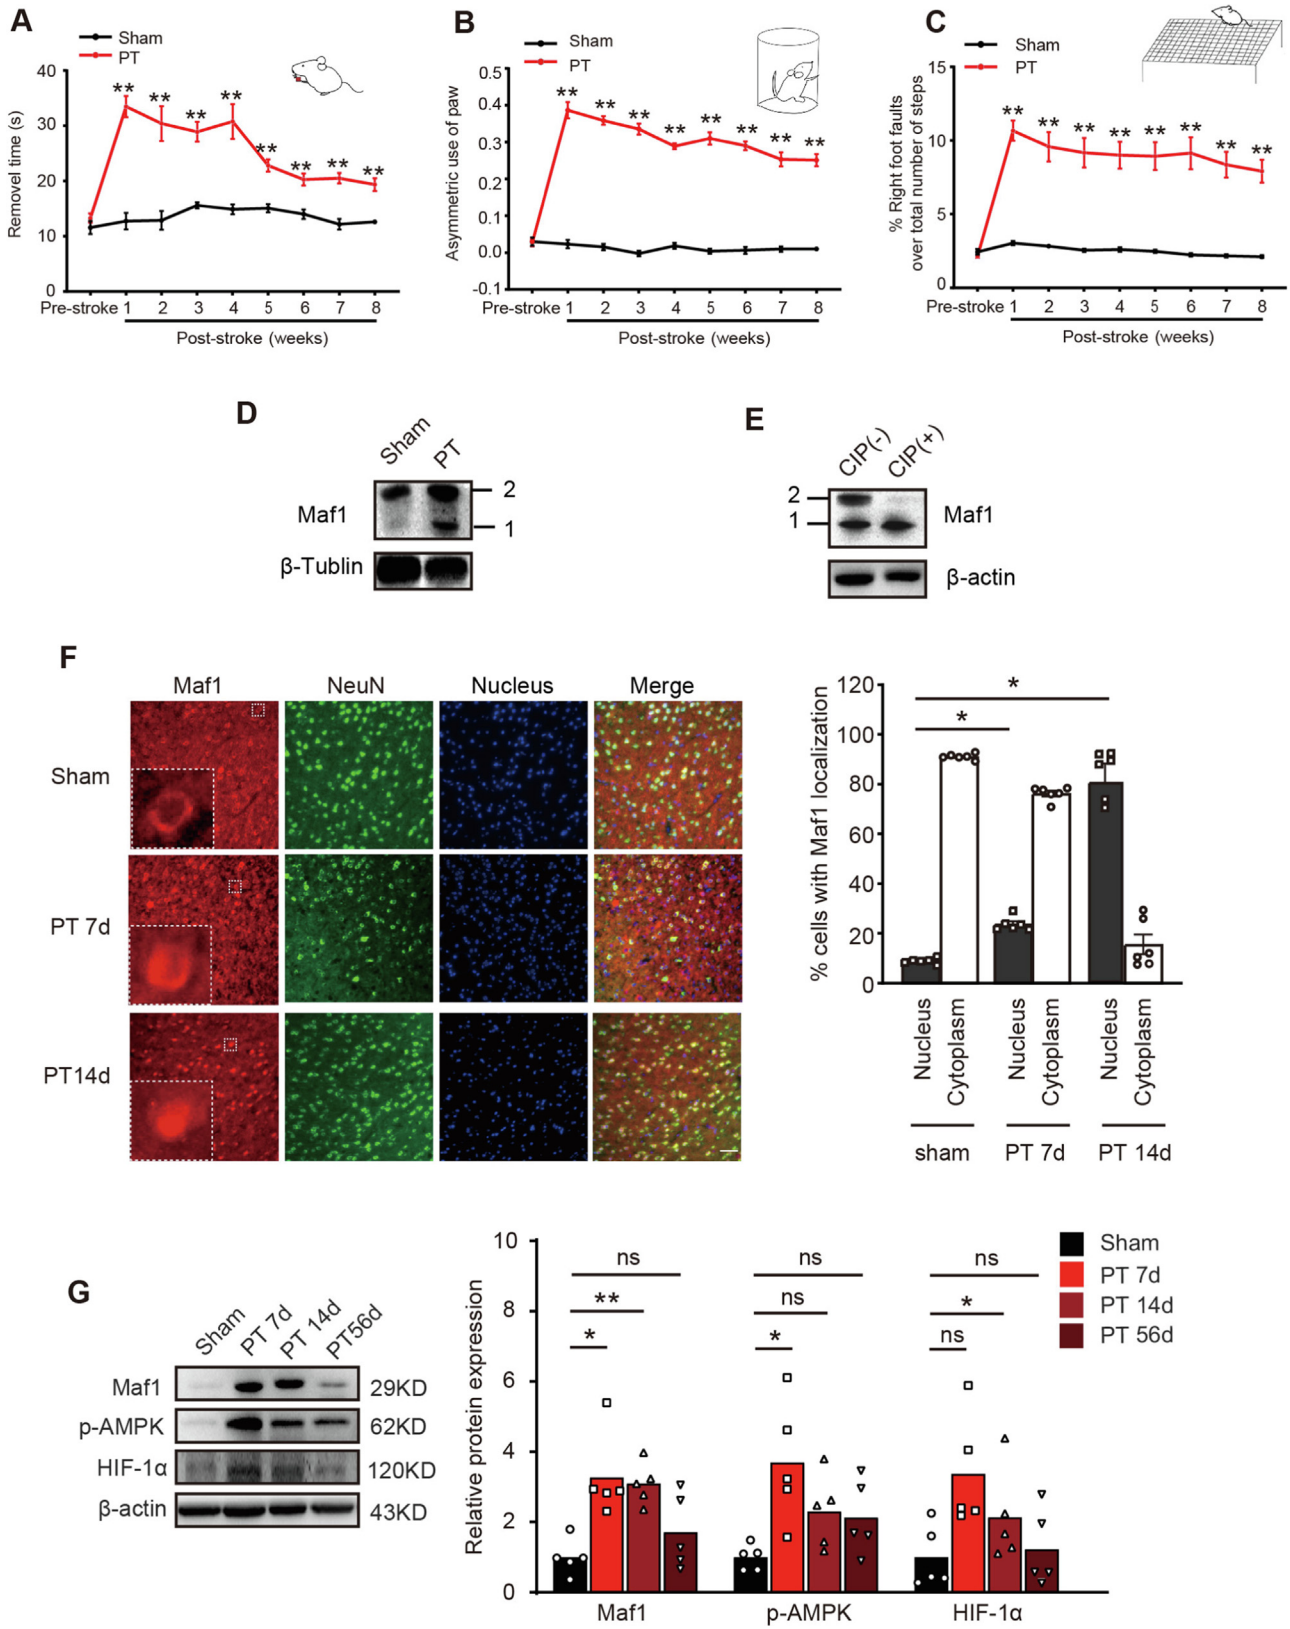 A
Sham
PT
Removel time (s)
40
30
20
10
0
** ** ** ** ** ** ** **
Pre-stroke 1 2 3 4 5 6 7 8
Post-stroke (weeks)
B
Sham
PT
Asymmetric use of paw
0.5
0.4
0.3
0.2
0.1
0.0
-0.1
** ** ** ** ** ** ** **
Pre-stroke 1 2 3 4 5 6 7 8
Post-stroke (weeks)
C
Sham
PT
% Right foot faults
over total number of steps
15
10
5
0
** ** ** ** ** ** ** **
Pre-stroke 1 2 3 4 5 6 7 8
Post-stroke (weeks)
D
Sham PT
Maf1
2
1
β-Tublin
E
CIP(-) CIP(+)
2
1
Maf1
β-actin
F
Maf1 NeuN Nucleus Merge
Sham
PT 7d
PT14d
% cells with Maf1 localization
120
100
80
60
40
20
0
*
*
Nucleus Cytoplasm Nucleus Cytoplasm Nucleus Cytoplasm
sham PT 7d PT 14d
G
Sham PT 7d PT 14d PT56d
Maf1 29KD
p-AMPK 62KD
HIF-1α 120KD
β-actin 43KD
Relative protein expression
10
8
6
4
2
0
ns ns ns
** ns *
* * ns
Maf1 p-AMPK HIF-1α
Sham
PT 7d
PT 14d
PT 56d